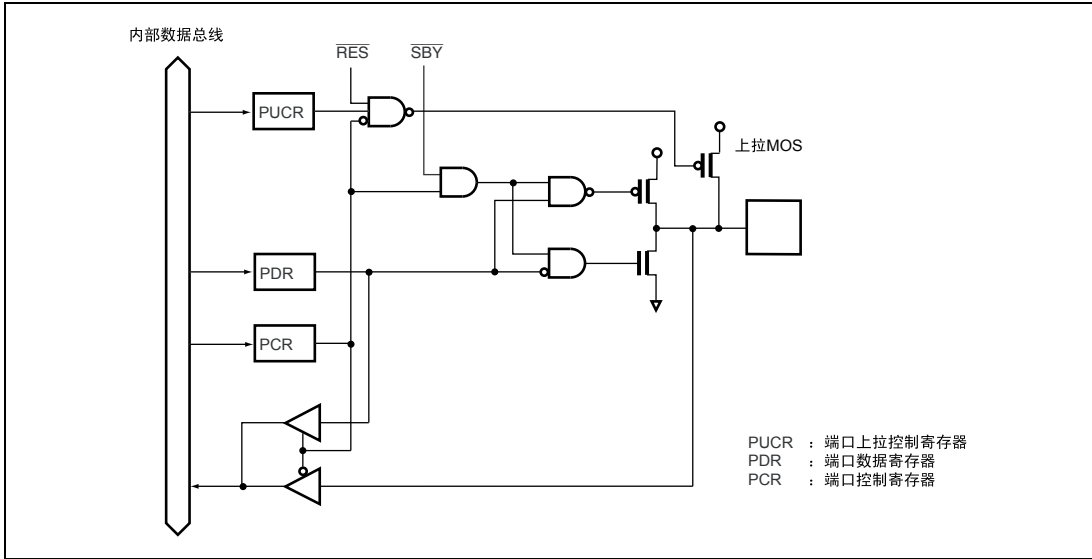 内部数据总线
RES
SBY
PUCR
上拉MOS
PDR
PCR
PUCR ：端口上拉控制寄存器
PDR ：端口数据寄存器
PCR ：端口控制寄存器